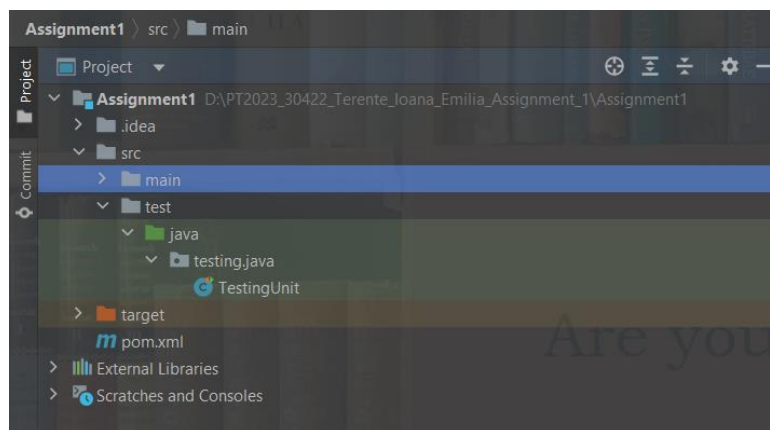 Assignment1 > src > main
Project
Project
Commit
Assignment1 D:\PT2023_30422_Terente_Ioana_Emilia_Assignment_1\Assignment1
.idea
src
main
test
java
testing.java
TestingUnit
target
m pom.xml
Are you
External Libraries
Scratches and Consoles